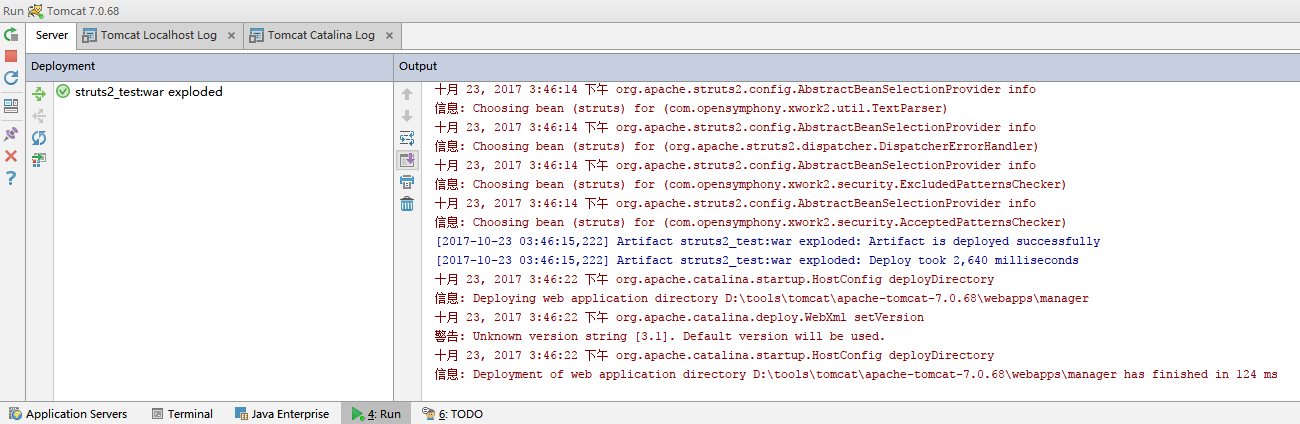 Run Tomcat 7.0.68
Server Tomcat Localhost Log Tomcat Catalina Log
Deployment
struts2_test:war exploded
Output
十月 23, 2017 3:46:14 下午 org.apache.struts2.config.AbstractBeanSelectionProvider info
信息: Choosing bean (struts) for (com.opensymphony.xwork2.util.TextParser)
十月 23, 2017 3:46:14 下午 org.apache.struts2.config.AbstractBeanSelectionProvider info
信息: Choosing bean (struts) for (org.apache.struts2.dispatcher.DispatcherErrorHandler)
十月 23, 2017 3:46:14 下午 org.apache.struts2.config.AbstractBeanSelectionProvider info
信息: Choosing bean (struts) for (com.opensymphony.xwork2.security.ExcludedPatternsChecker)
十月 23, 2017 3:46:14 下午 org.apache.struts2.config.AbstractBeanSelectionProvider info
信息: Choosing bean (struts) for (com.opensymphony.xwork2.security.AcceptedPatternsChecker)
[2017-10-23 03:46:15,222] Artifact struts2_test:war exploded: Artifact is deployed successfully
[2017-10-23 03:46:15,222] Artifact struts2_test:war exploded: Deploy took 2,640 milliseconds
十月 23, 2017 3:46:22 下午 org.apache.catalina.startup.HostConfig deployDirectory
信息: Deploying web application directory D:\tools\tomcat\apache-tomcat-7.0.68\webapps\manager
十月 23, 2017 3:46:22 下午 org.apache.catalina.deploy.WebXml setVersion
警告: Unknown version string [3.1]. Default version will be used.
十月 23, 2017 3:46:22 下午 org.apache.catalina.startup.HostConfig deployDirectory
信息: Deployment of web application directory D:\tools\tomcat\apache-tomcat-7.0.68\webapps\manager has finished in 124 ms
Application Servers Terminal Java Enterprise 4: Run 6: TODO